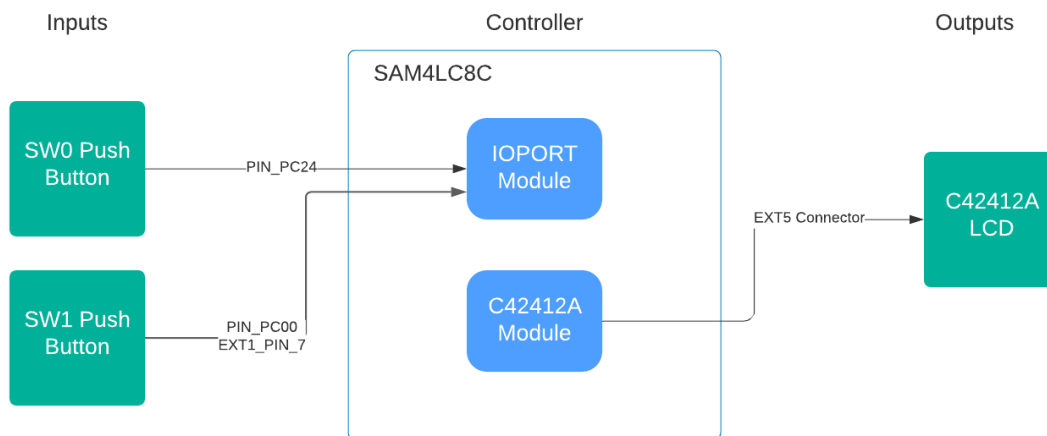 Inputs
Controller
Outputs
SAM4LC8C
SW0 Push
Button
PIN_PC24
IOPORT
Module
C42412A
LCD
EXT5 Connector
SW1 Push
Button
PIN_PC00
EXT1_PIN_7
C42412A
Module